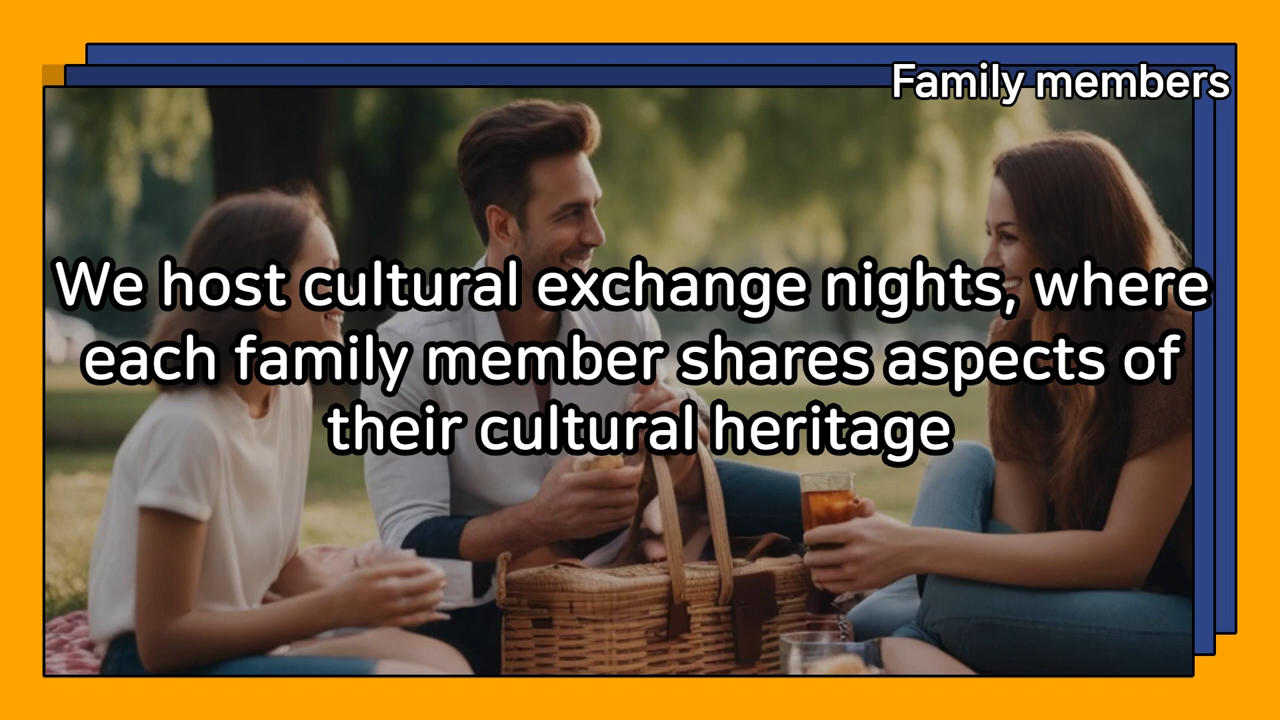 Family members
We host cultural exchange nights, where
each family member shares aspects of
their cultural heritage